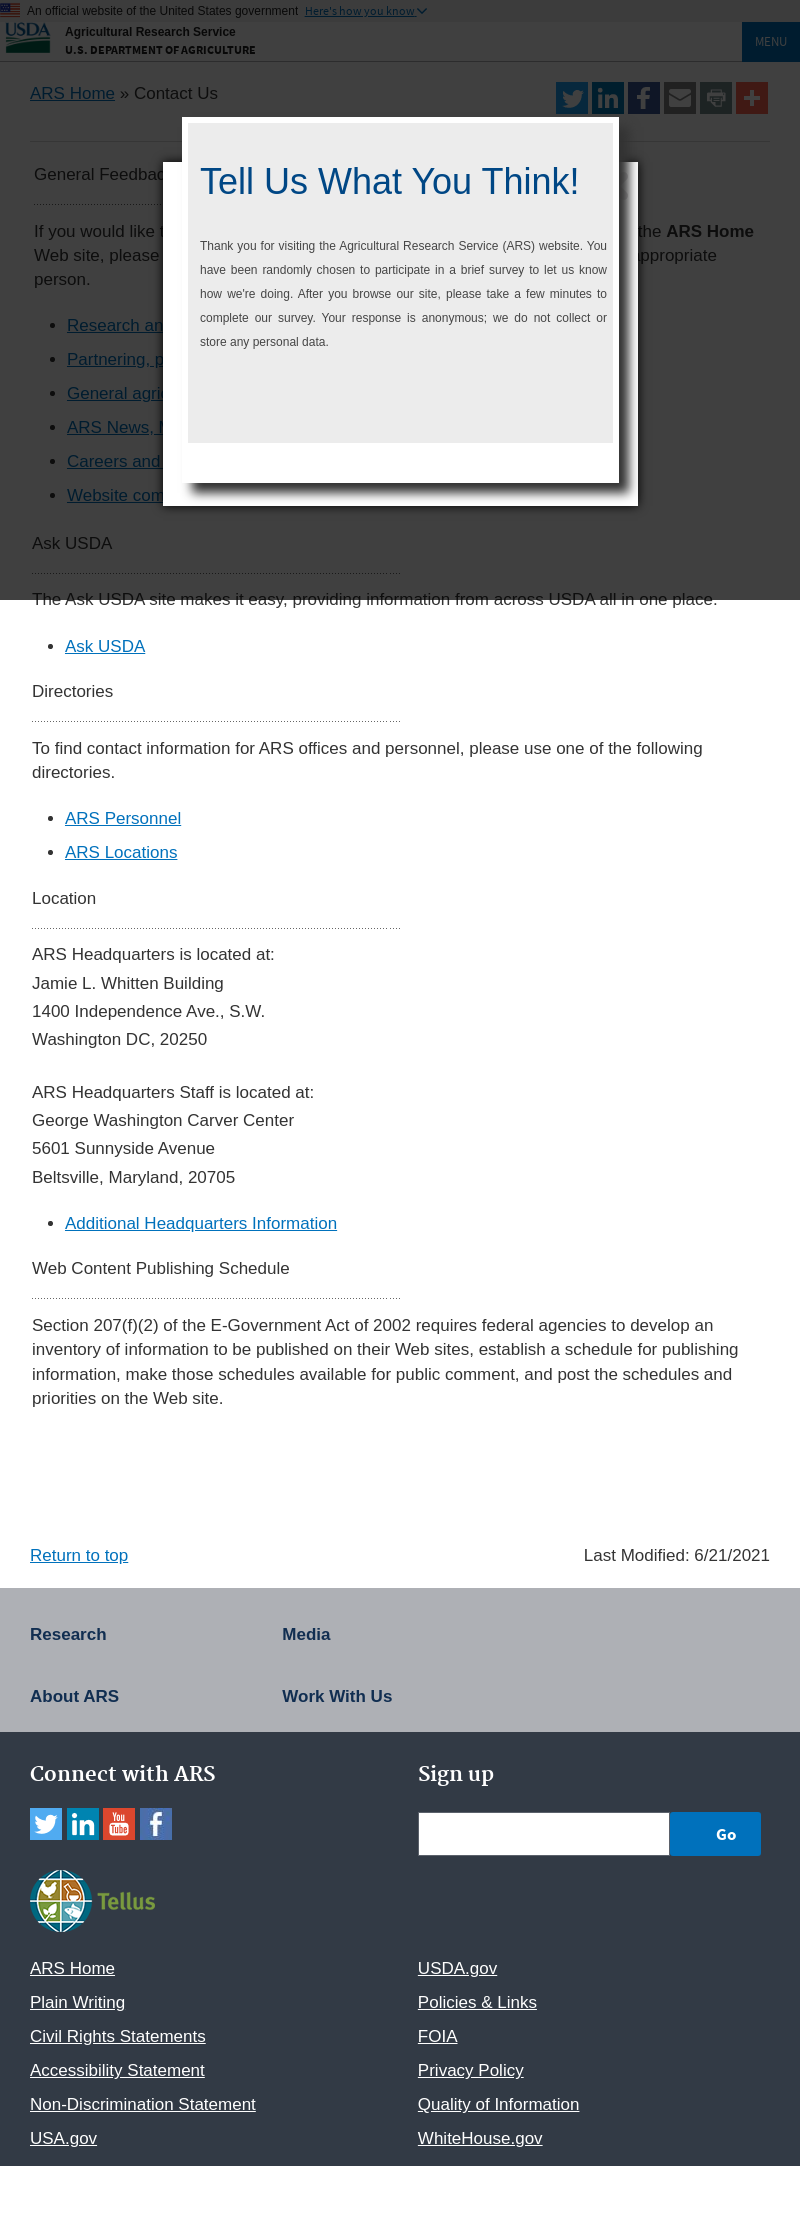 An official website of the United States government Here's how you know
USDA
Agricultural Research Service
U.S. DEPARTMENT OF AGRICULTURE
MENU
ARS Home » Contact Us
General Feedbac
If you would like the ARS Home
Web site, please appropriate
person.
Research an
Partnering, p
General agri
ARS News,
Careers and
Website com
Tell Us What You Think!
Thank you for visiting the Agricultural Research Service (ARS) website. You
have been randomly chosen to participate in a brief survey to let us know
how we're doing. After you browse our site, please take a few minutes to
complete our survey. Your response is anonymous; we do not collect or
store any personal data.
Ask USDA
The Ask USDA site makes it easy, providing information from across USDA all in one place.
Ask USDA
Directories
To find contact information for ARS offices and personnel, please use one of the following
directories.
ARS Personnel
ARS Locations
Location
ARS Headquarters is located at:
Jamie L. Whitten Building
1400 Independence Ave., S.W.
Washington DC, 20250
ARS Headquarters Staff is located at:
George Washington Carver Center
5601 Sunnyside Avenue
Beltsville, Maryland, 20705
Additional Headquarters Information
Web Content Publishing Schedule
Section 207(f)(2) of the E-Government Act of 2002 requires federal agencies to develop an
inventory of information to be published on their Web sites, establish a schedule for publishing
information, make those schedules available for public comment, and post the schedules and
priorities on the Web site.
Return to top Last Modified: 6/21/2021
Research Media
About ARS Work With Us
Connect with ARS Sign up
You Tube
Go
Tellus
ARS Home USDA.gov
Plain Writing Policies & Links
Civil Rights Statements FOIA
Accessibility Statement Privacy Policy
Non-Discrimination Statement Quality of Information
USA.gov WhiteHouse.gov